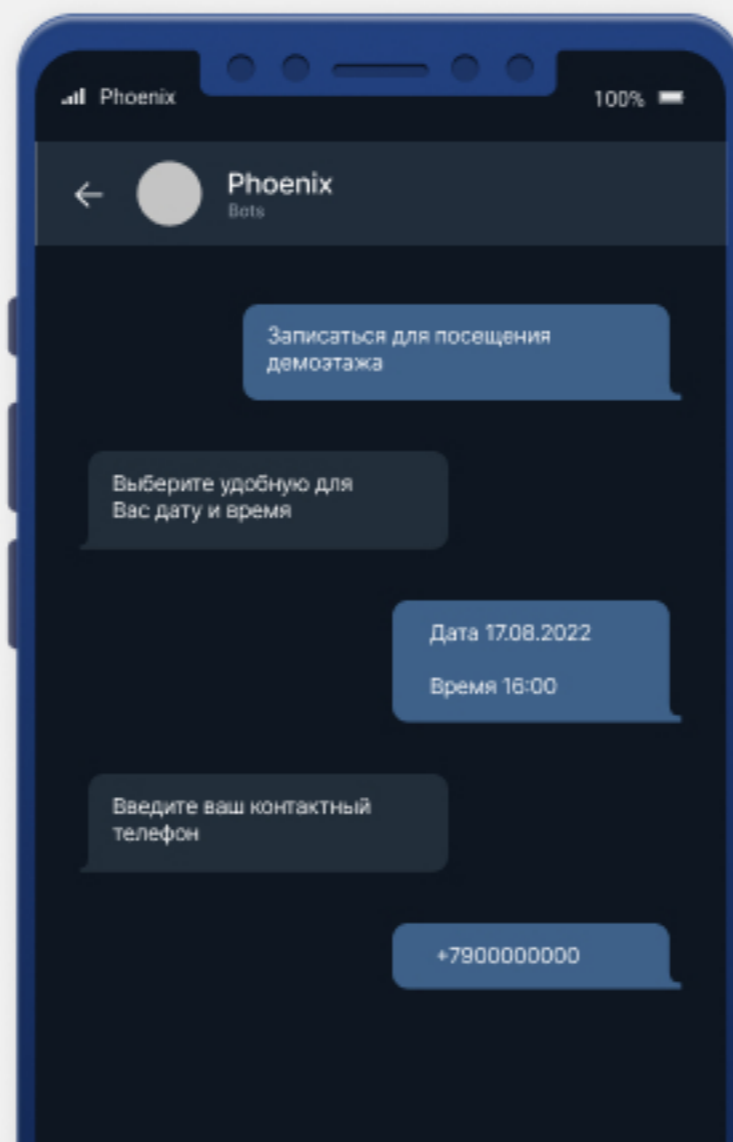 Phoenix
100%
Phoenix
Bots
Записаться для посещения
демоэтажа
Выберите удобную для
Вас дату и время
Дата 17.08.2022
Время 16:00
Введите ваш контактный
телефон
+7900000000